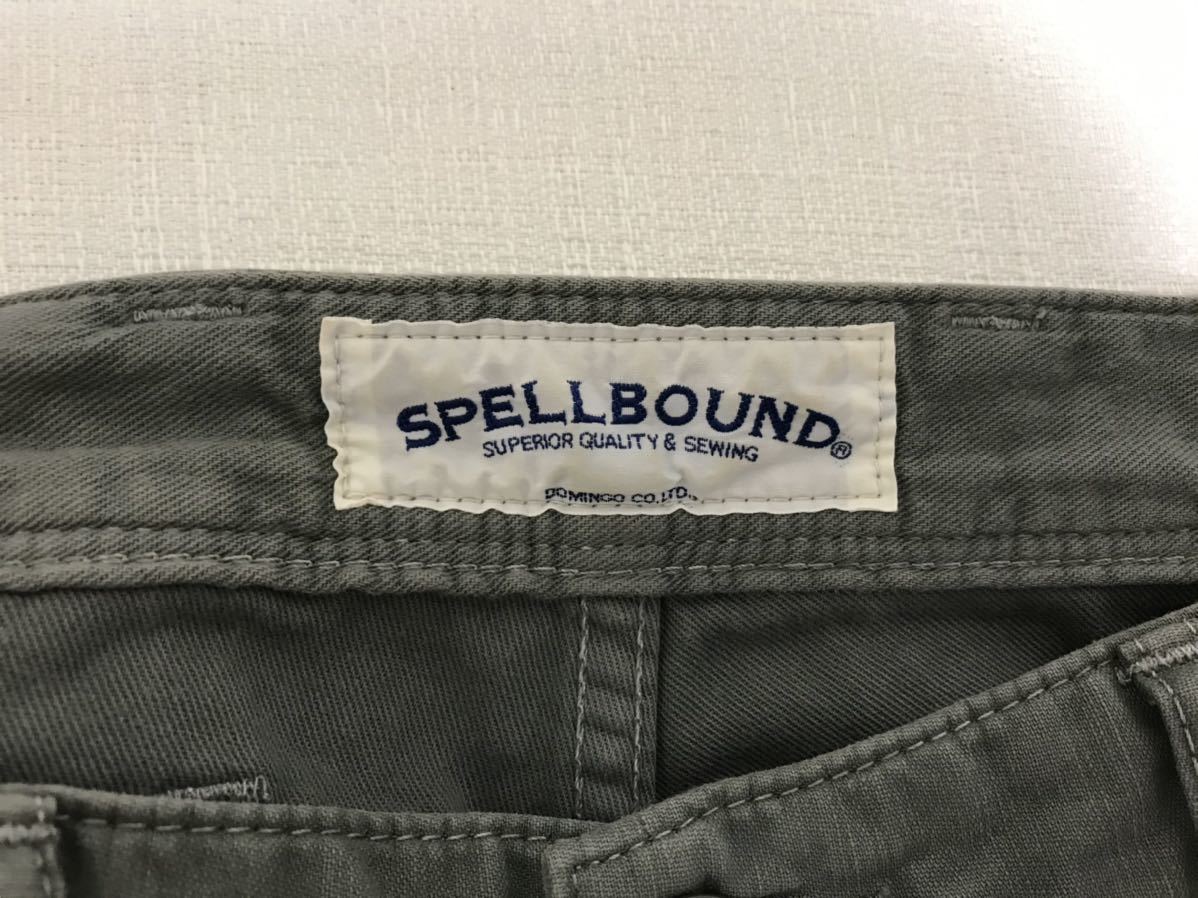 SPELLBOUND®
SUPERIOR QUALITY & SEWING
DOMINGO CO.,LTD.